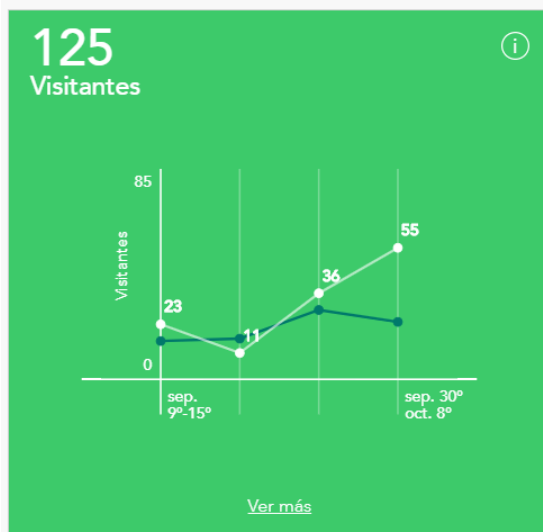 125
Visitantes
i
85
Visitantes
0
23
11
36
55
sep.
9º-15º
sep. 30º
oct. 8º
Ver más